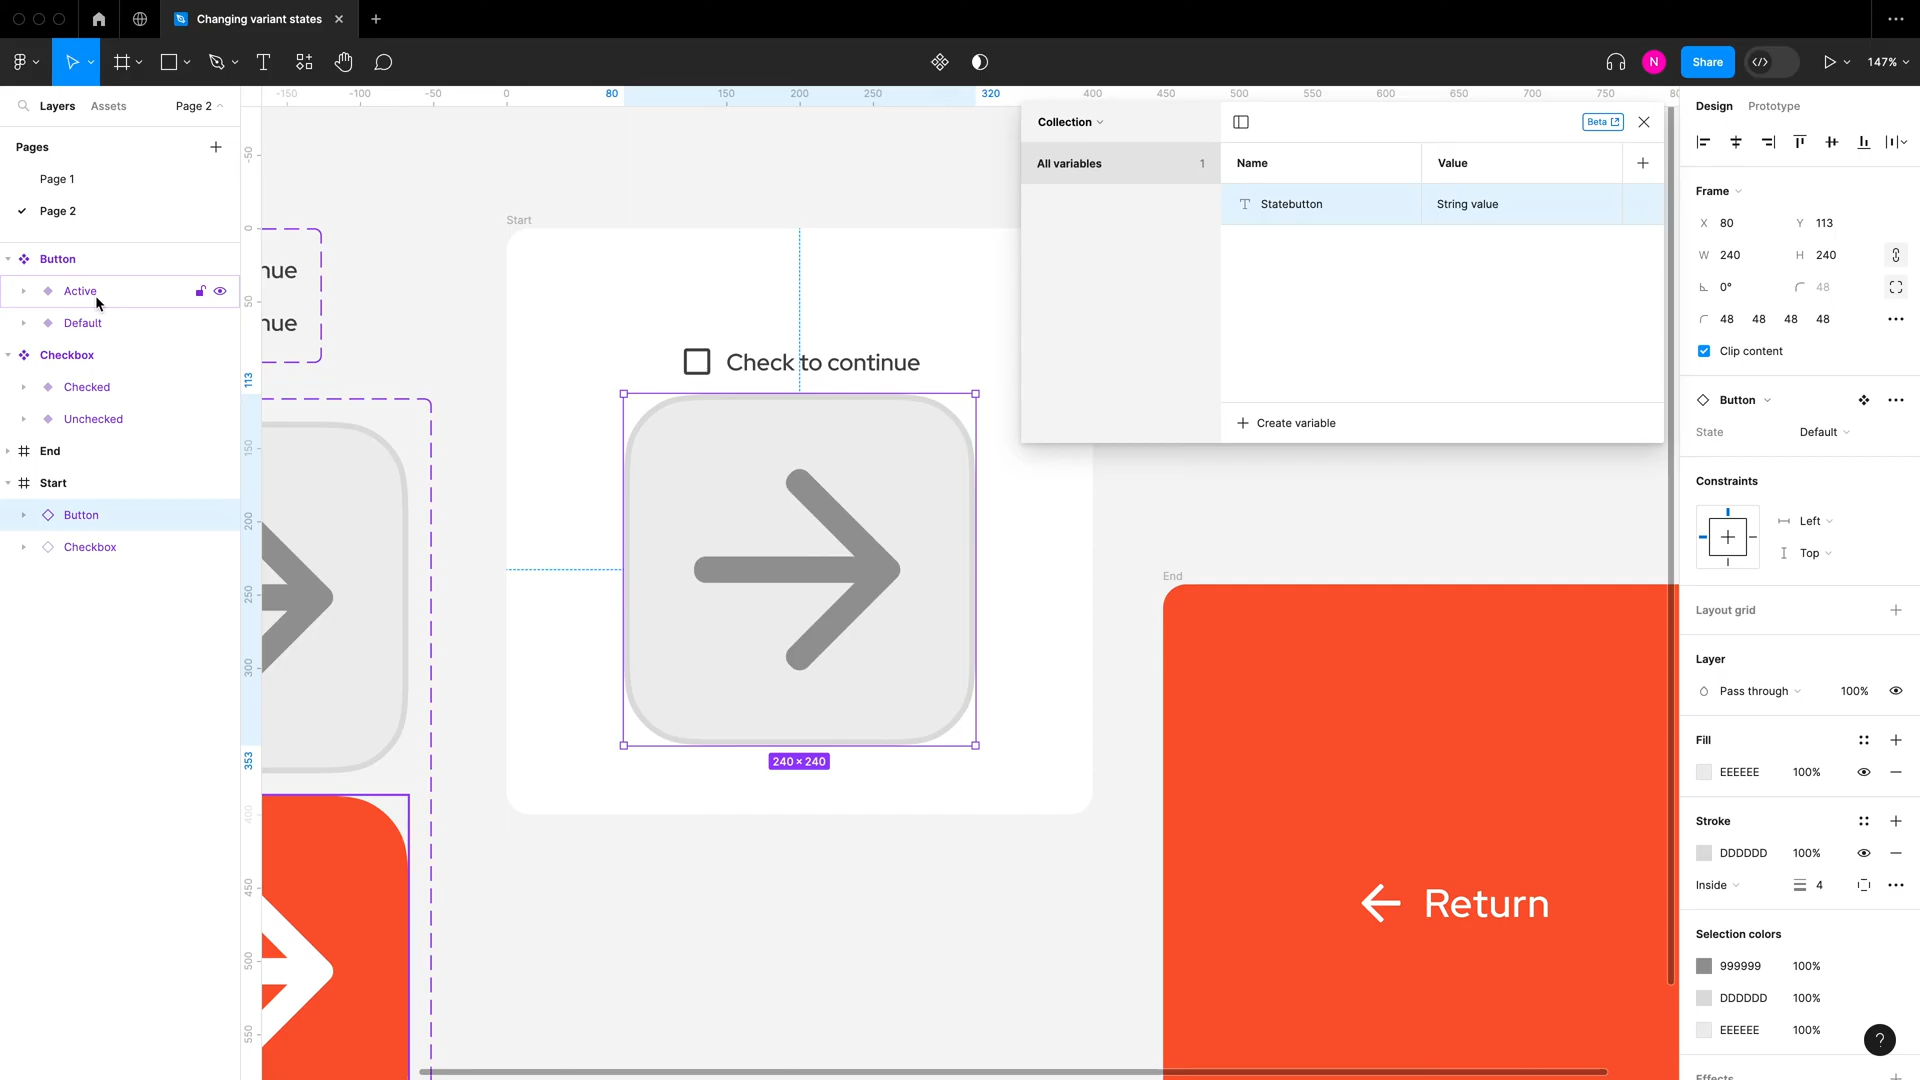 Changing variant states
N
Share
147%
Layers
Assets
Page 2
Pages
Page 1
Page 2
Button
Active
Default
Checkbox
Checked
Unchecked
End
Start
Button
Checkbox
-150
-100
-50
0
80
150
200
250
320
400
450
500
550
600
650
700
750
-50
0
50
113
150
200
250
300
353
400
450
500
550
nue
nue
Start
Check to continue
240 × 240
End
Return
Collection
Beta
All variables
1
Name
Value
Statebutton
String value
Create variable
Design
Prototype
Frame
X 80
Y 113
W 240
H 240
0°
48
48 48 48 48
Clip content
Button
State
Default
Constraints
Left
Top
Layout grid
Layer
Pass through
100%
Fill
EEEEEE
100%
Stroke
DDDDDD
100%
Inside
4
Selection colors
999999
100%
DDDDDD
100%
EEEEEE
100%
Effects
?